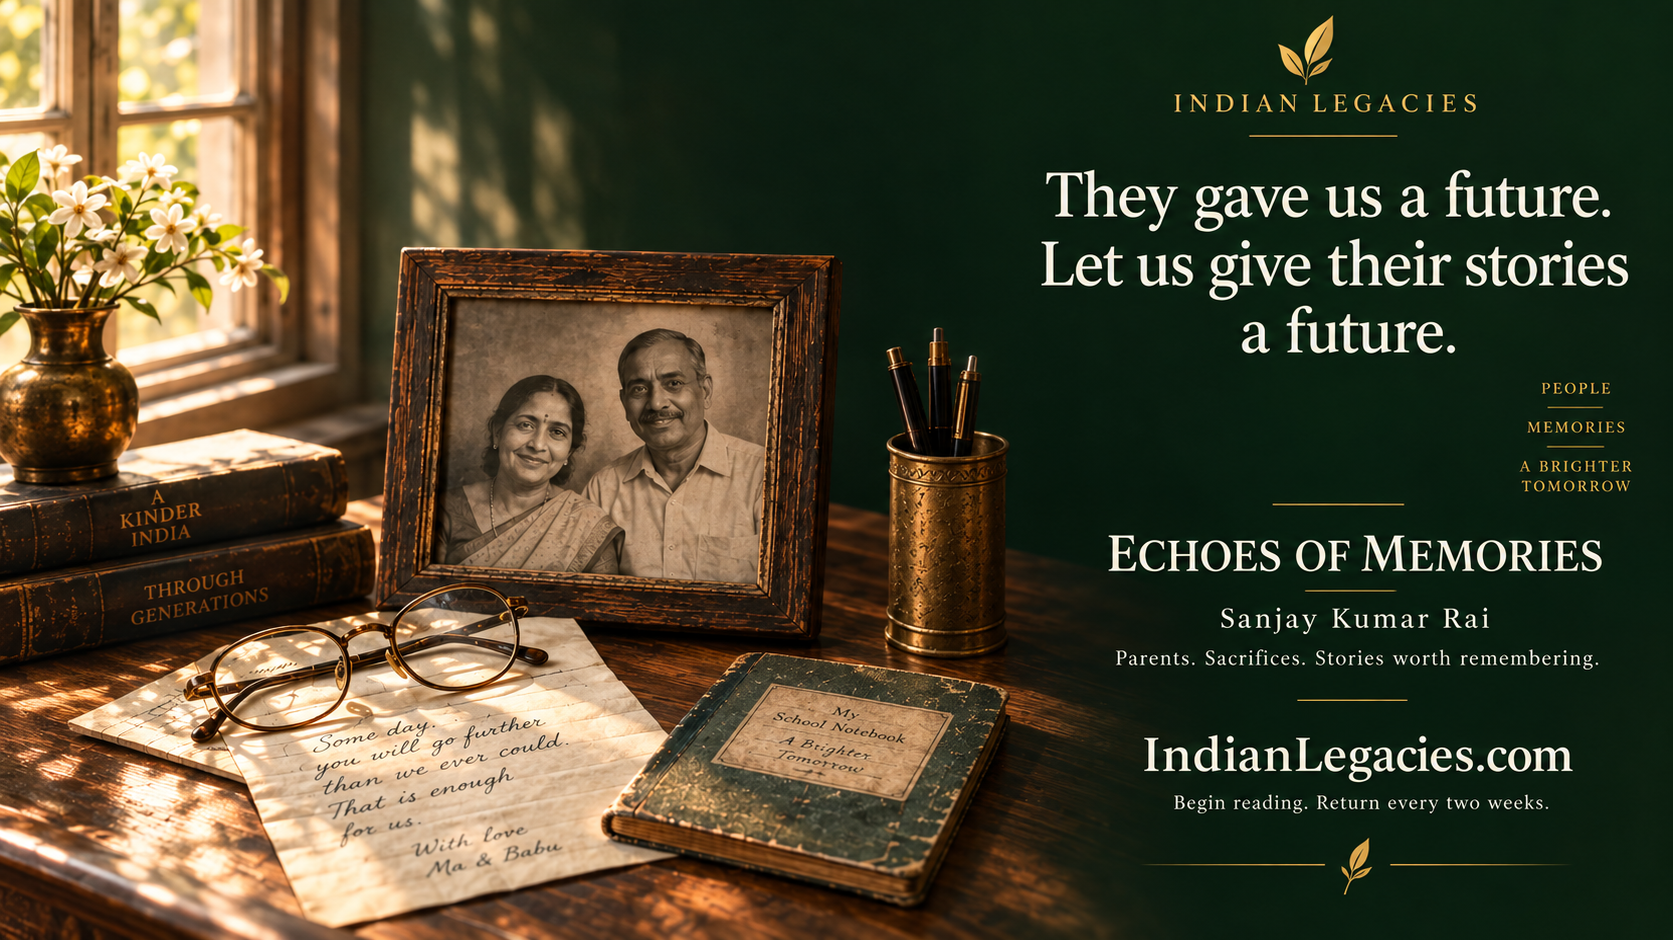 INDIAN LEGACIES
They gave us a future.
Let us give their stories
a future.
PEOPLE
MEMORIES
A BRIGHTER
TOMORROW
ECHOES OF MEMORIES
Sanjay Kumar Rai
Parents. Sacrifices. Stories worth remembering.
IndianLegacies.com
Begin reading. Return every two weeks.
A
KINDER
INDIA
THROUGH
GENERATIONS
Some day.
you will go further
than we ever could.
That is enough
for us.
With love
Ma & Babu
My
School Notebook
A Brighter
Tomorrow